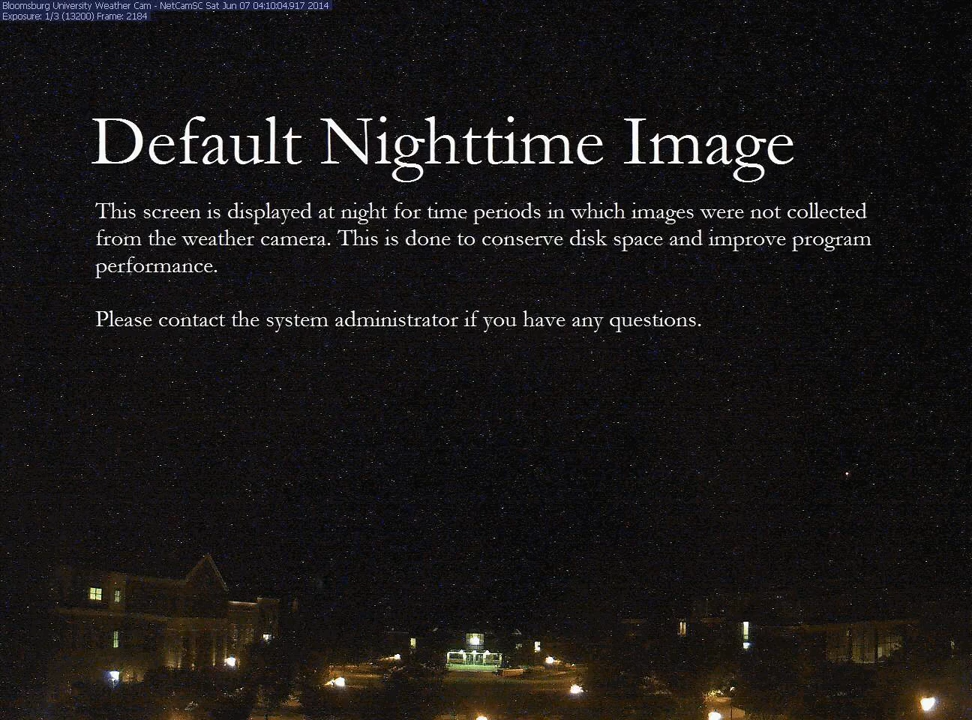 Bloomsburg University Weather Cam - NetCamSC Sat Jun 07 04:10:04.917 2014
Exposure: 1/3 (13200) Frame: 2184
Default Nighttime Image
This screen is displayed at night for time periods in which images were not collected
from the weather camera. This is done to conserve disk space and improve program
performance.
Please contact the system administrator if you have any questions.